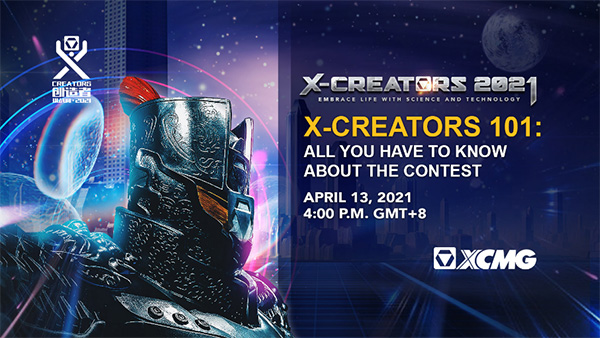 CREATORS
创造者
X-CREATORS 2021
EMBRACE LIFE WITH SCIENCE AND TECHNOLOGY
X-CREATORS 101:
ALL YOU HAVE TO KNOW
ABOUT THE CONTEST
APRIL 13, 2021
4:00 P.M. GMT+8
XCMG